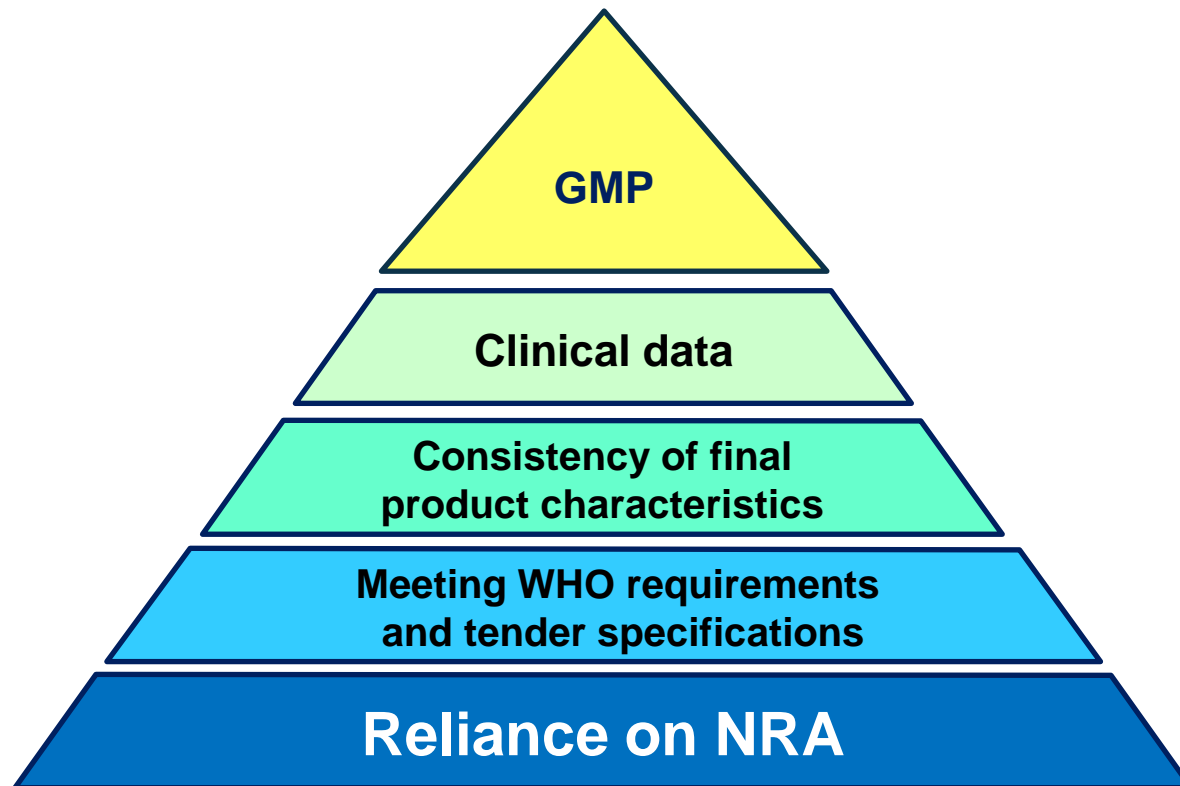 GMP
Clinical data
Consistency of final
product characteristics
Meeting WHO requirements
and tender specifications
Reliance on NRA